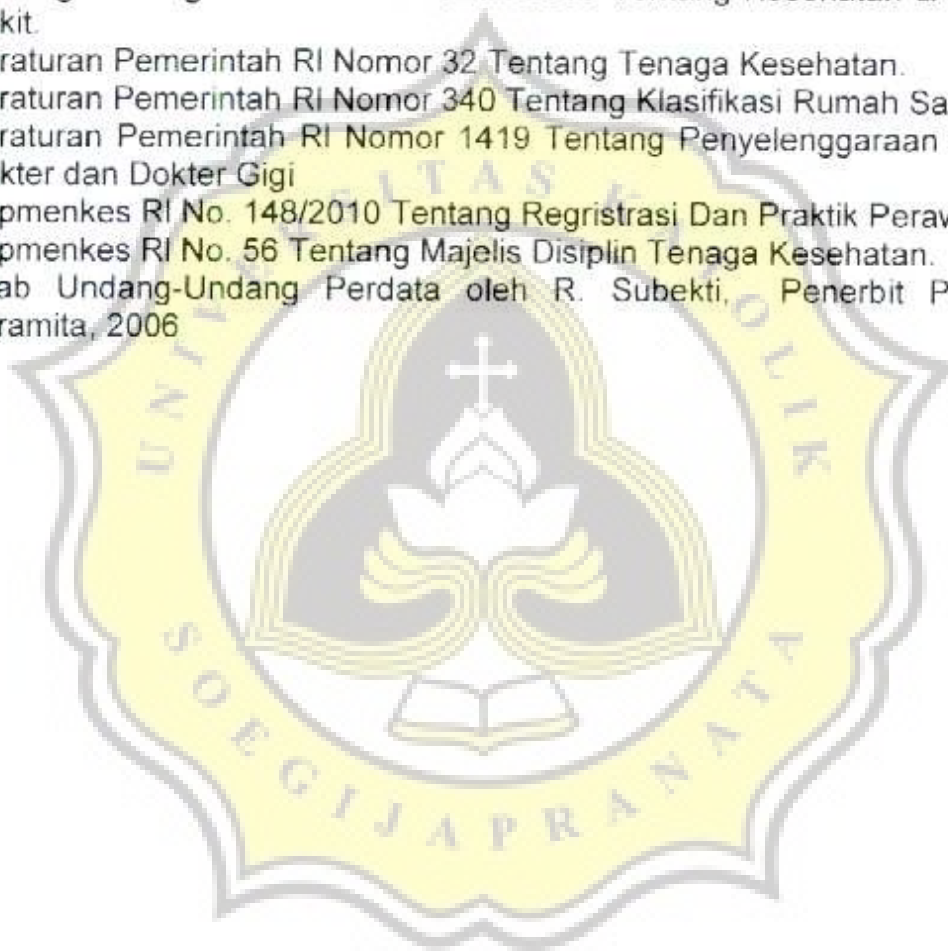 kit.
raturan Pemerintah RI Nomor 32 Tentang Tenaga Kesehatan.
raturan Pemerintah RI Nomor 340 Tentang Klasifikasi Rumah Sa
raturan Pemerintah RI Nomor 1419 Tentang Penyelenggaraan
kter dan Dokter Gigi
pmenkes RI No. 148/2010 Tentang Regristrasi Dan Praktik Peraw
pmenkes RI No. 56 Tentang Majelis Disiplin Tenaga Kesehatan.
ab Undang-Undang Perdata oleh R. Subekti, Penerbit P
ramita, 2006
UNIVERSITAS KATOLIK
SOEGIJAPRANATA